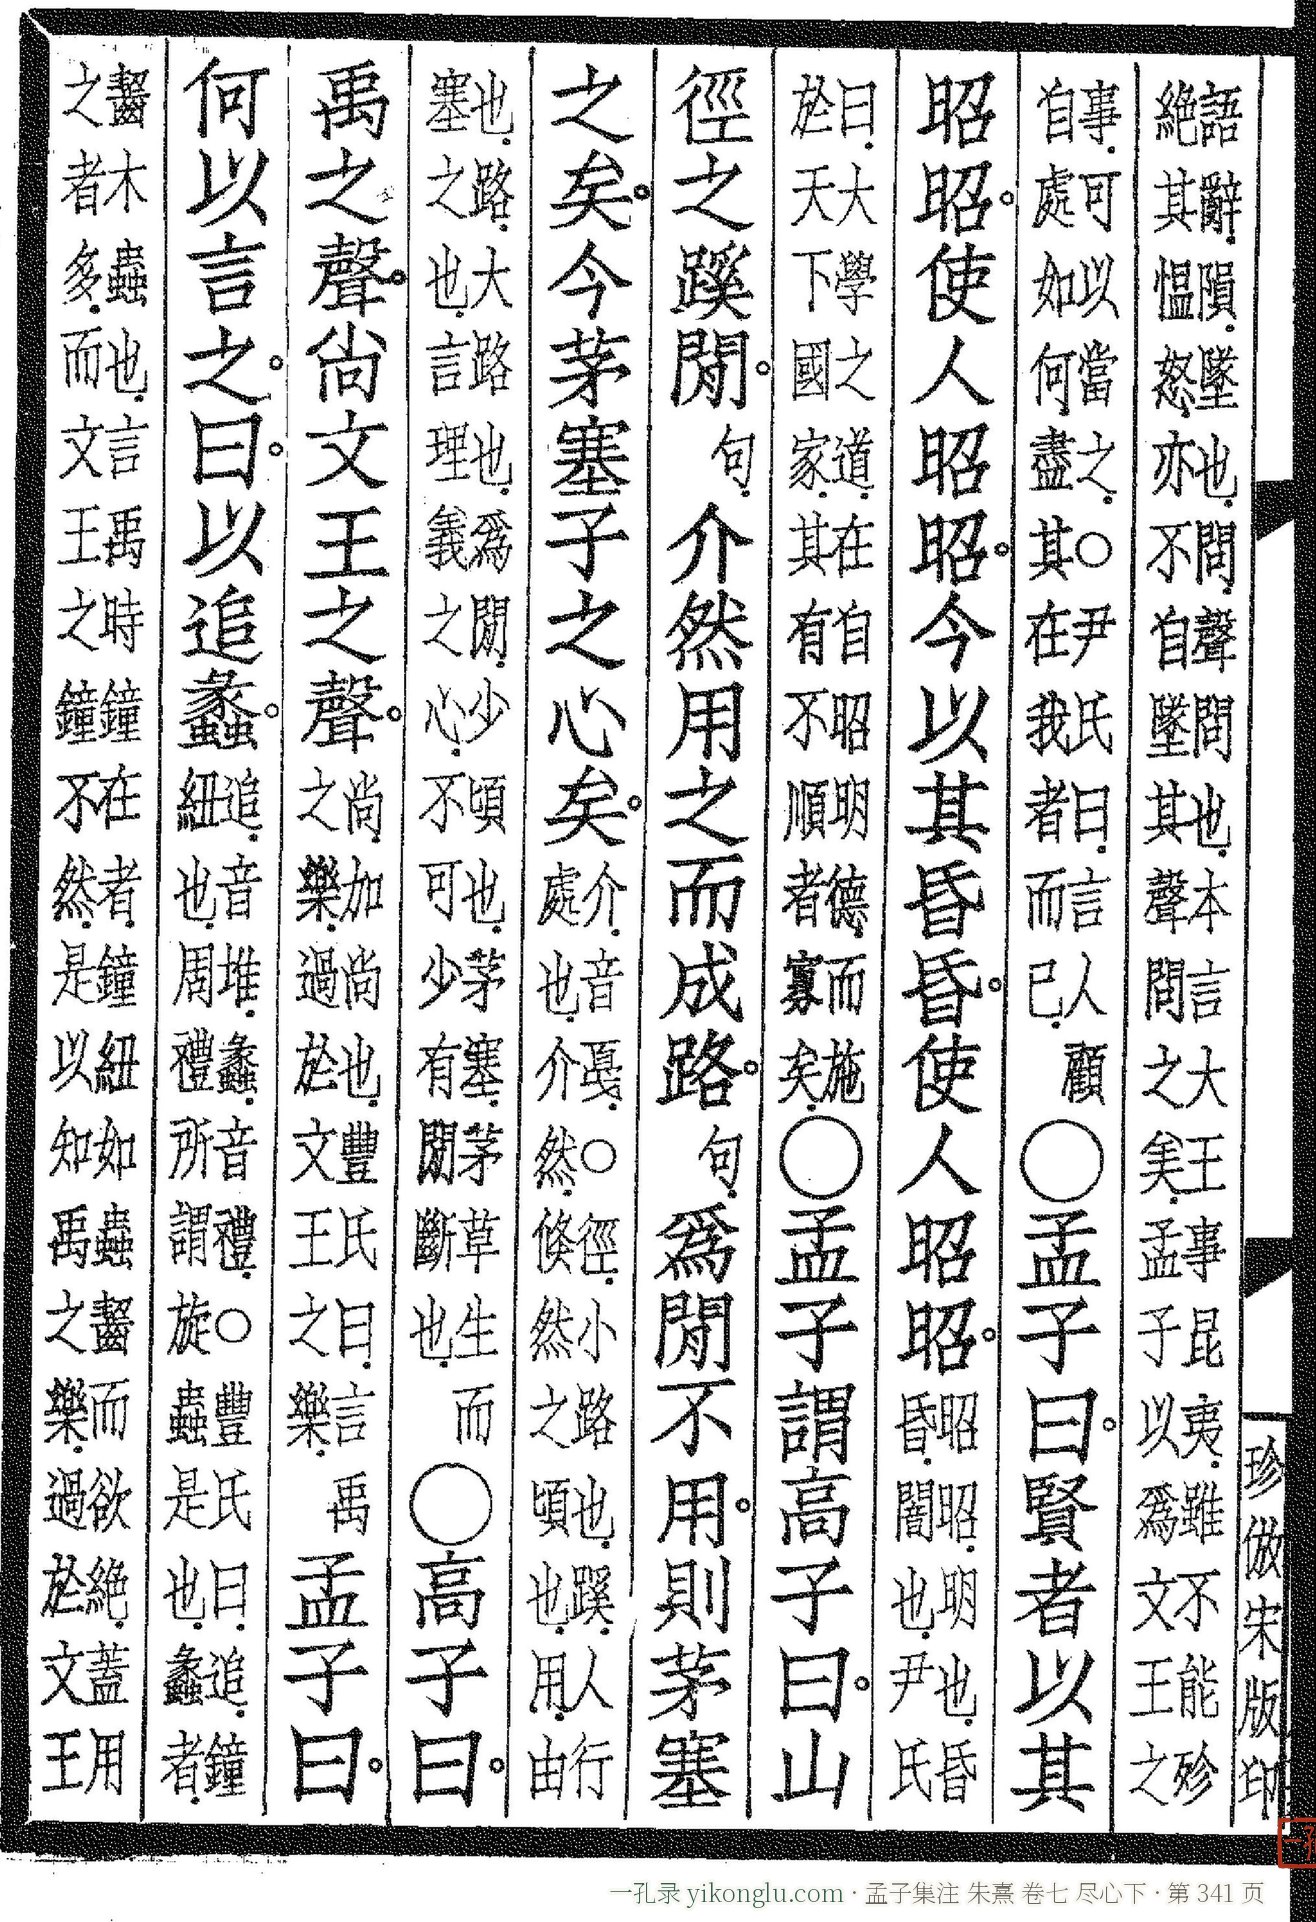 珍倣宋版印
語辭。隕。墜也。問。聲問也。本言大王事昆夷。雖不能殄
絶其慍怒。亦不自墜其聲問之美。孟子以爲文王之
事。可以當之。○尹氏曰。言人顧
自處如何。盡其在我者而已。
○孟子曰。賢者以其
昭昭。使人昭昭。今以其昏昏。使人昭昭。
昭昭。明也。昏
昏。闇也。尹氏
曰。大學之道。在自昭明德。而施
於天下國家。其有不順者寡矣。
○孟子謂高子曰。山
徑之蹊閒。句。介然用之而成路。句。爲閒不用。則茅塞
之矣。今茅塞子之心矣。
介。音戞。○徑。小路也。蹊。人行
處也。介然。倏然之頃也。用。由
也。路。大路也。爲閒。少頃也。茅塞。茅草生而
塞之也。言理義之心。不可少有閒斷也。
○高子曰。
禹之聲。尚文王之聲。
尚。加尚也。豐氏曰。言禹
之樂。過於文王之樂。
孟子曰。
何以言之。曰。以追蠡。
追。音堆。蠡。音禮。○豐氏曰。追。鐘
紐也。周禮所謂旋蟲是也。蠡者。
齧木蟲也。言禹時鐘在者。鐘紐如蟲齧而欲絶。蓋用
之者多。而文王之鐘不然。是以知禹之樂。過於文王
一孔录 yikonglu.com · 孟子集注 朱熹 卷七 尽心下 · 第 341 页